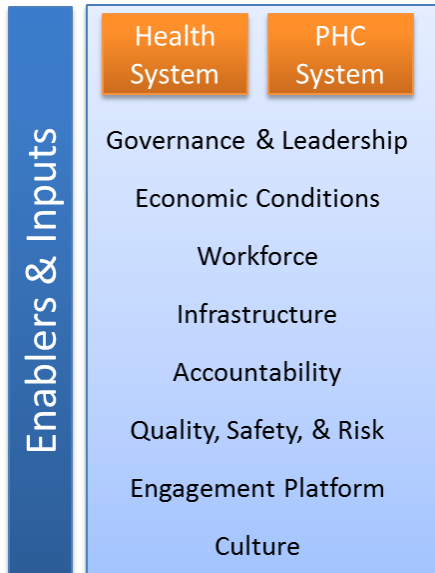 Enablers & Inputs
Health
System
PHC
System
Governance & Leadership
Economic Conditions
Workforce
Infrastructure
Accountability
Quality, Safety, & Risk
Engagement Platform
Culture